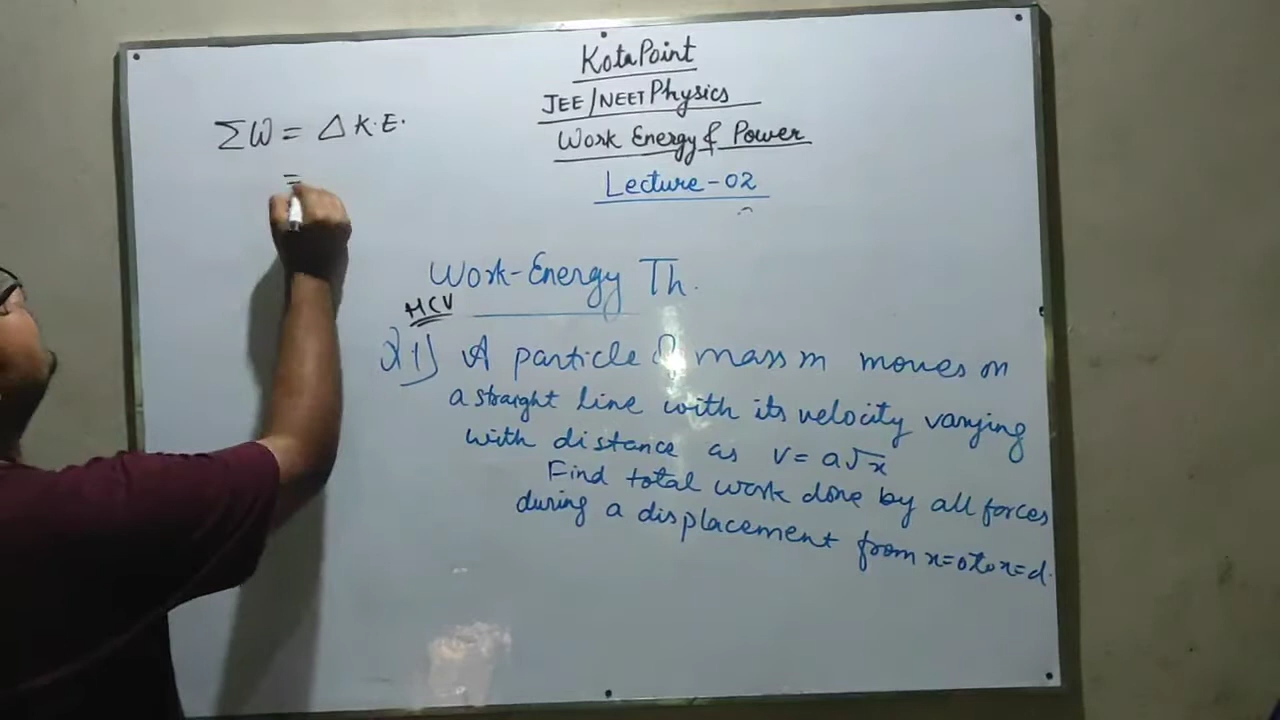 KotaPoint
JEE/NEET Physics
Work Energy & Power
Lecture-02
ΣW = Δ K.E.
=
Work-Energy Th.
HCV
Q1) A particle of mass m moves on
a straight line with its velocity varying
with distance as v = a√x
Find total work done by all forces
during a displacement from x=0 to x=d.